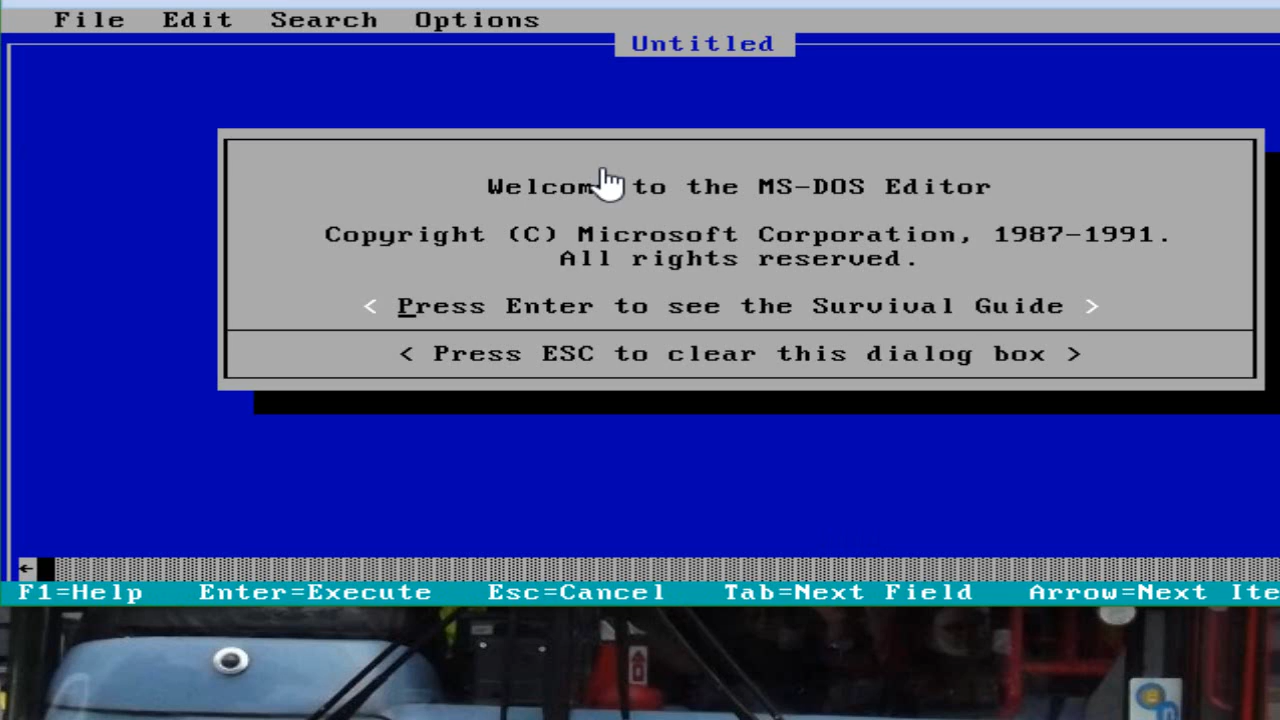 File Edit Search Options
Untitled
Welcom to the MS-DOS Editor
Copyright (C) Microsoft Corporation, 1987-1991.
All rights reserved.
< Press Enter to see the Survival Guide >
< Press ESC to clear this dialog box >
F1=Help Enter=Execute Esc=Cancel Tab=Next Field Arrow=Next Ite